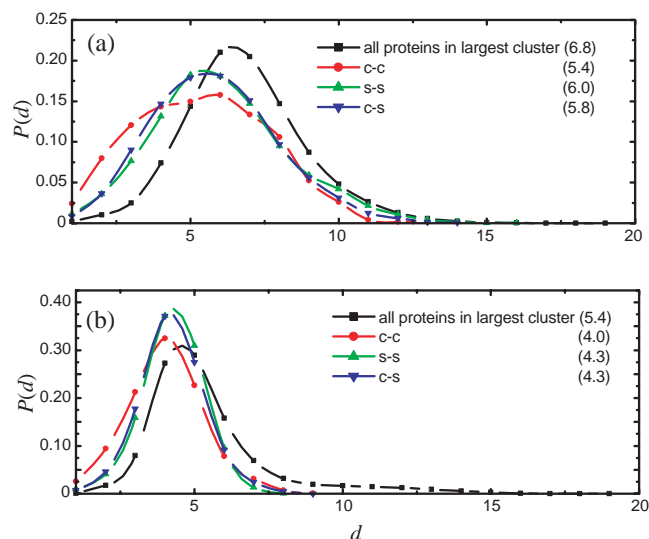 0.25
(a)
all proteins in largest cluster (6.8)
0.20
c-c (5.4)
s-s (6.0)
0.15
c-s (5.8)
P(d)
0.10
0.05
0.00
5 10 15 20
0.40
(b)
all proteins in largest cluster (5.4)
c-c (4.0)
0.30
s-s (4.3)
c-s (4.3)
P(d)
0.20
0.10
0
5 10 15 20
d